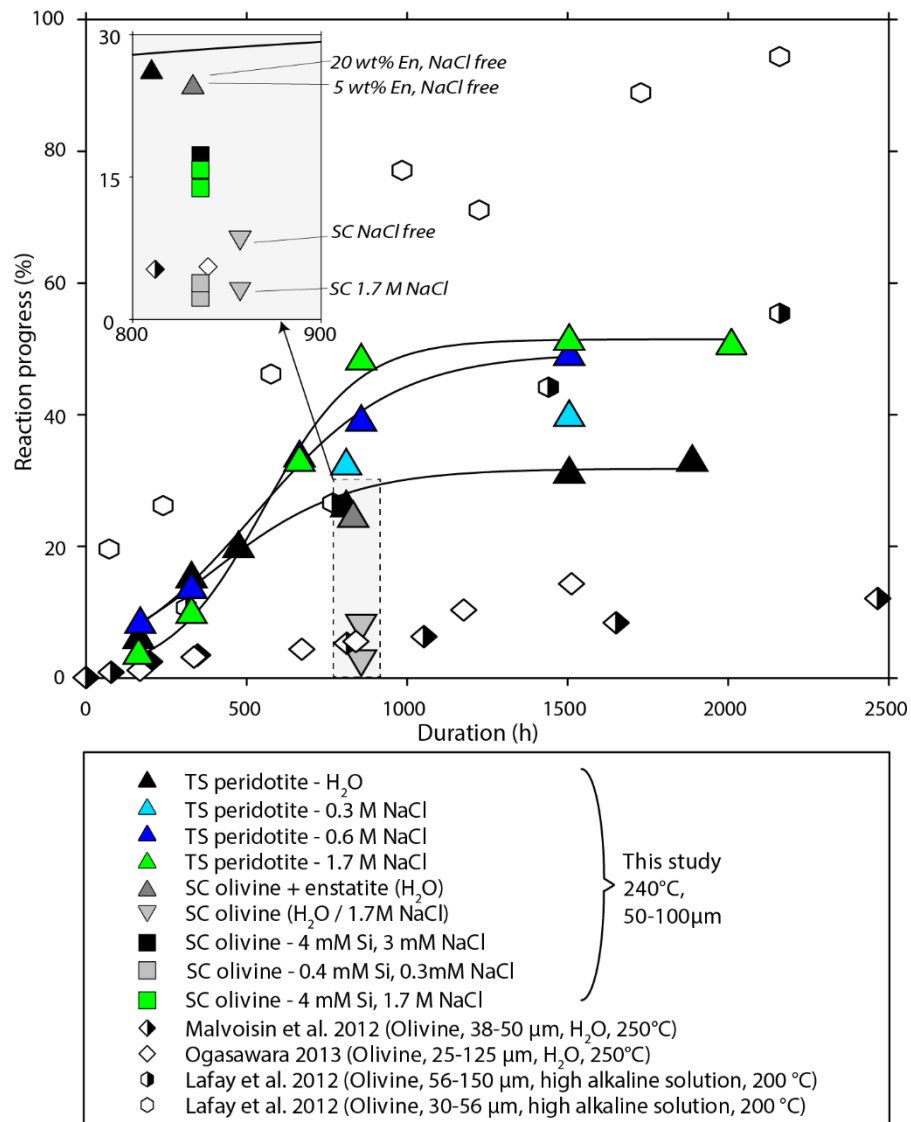 100
80
60
40
20
0
Reaction progress (%)
30
15
0
800
900
20 wt% En, NaCl free
5 wt% En, NaCl free
SC NaCl free
SC 1.7 M NaCl
0
500
1000
1500
2000
2500
Duration (h)
TS peridotite - H₂O
TS peridotite - 0.3 M NaCl
TS peridotite - 0.6 M NaCl
TS peridotite - 1.7 M NaCl
SC olivine + enstatite (H₂O)
SC olivine (H₂O / 1.7M NaCl)
SC olivine - 4 mM Si, 3 mM NaCl
SC olivine - 0.4 mM Si, 0.3mM NaCl
SC olivine - 4 mM Si, 1.7 M NaCl
This study
240°C,
50-100µm
Malvoisin et al. 2012 (Olivine, 38-50 µm, H₂O, 250°C)
Ogasawara 2013 (Olivine, 25-125 µm, H₂O, 250°C)
Lafay et al. 2012 (Olivine, 56-150 µm, high alkaline solution, 200 °C)
Lafay et al. 2012 (Olivine, 30-56 µm, high alkaline solution, 200 °C)